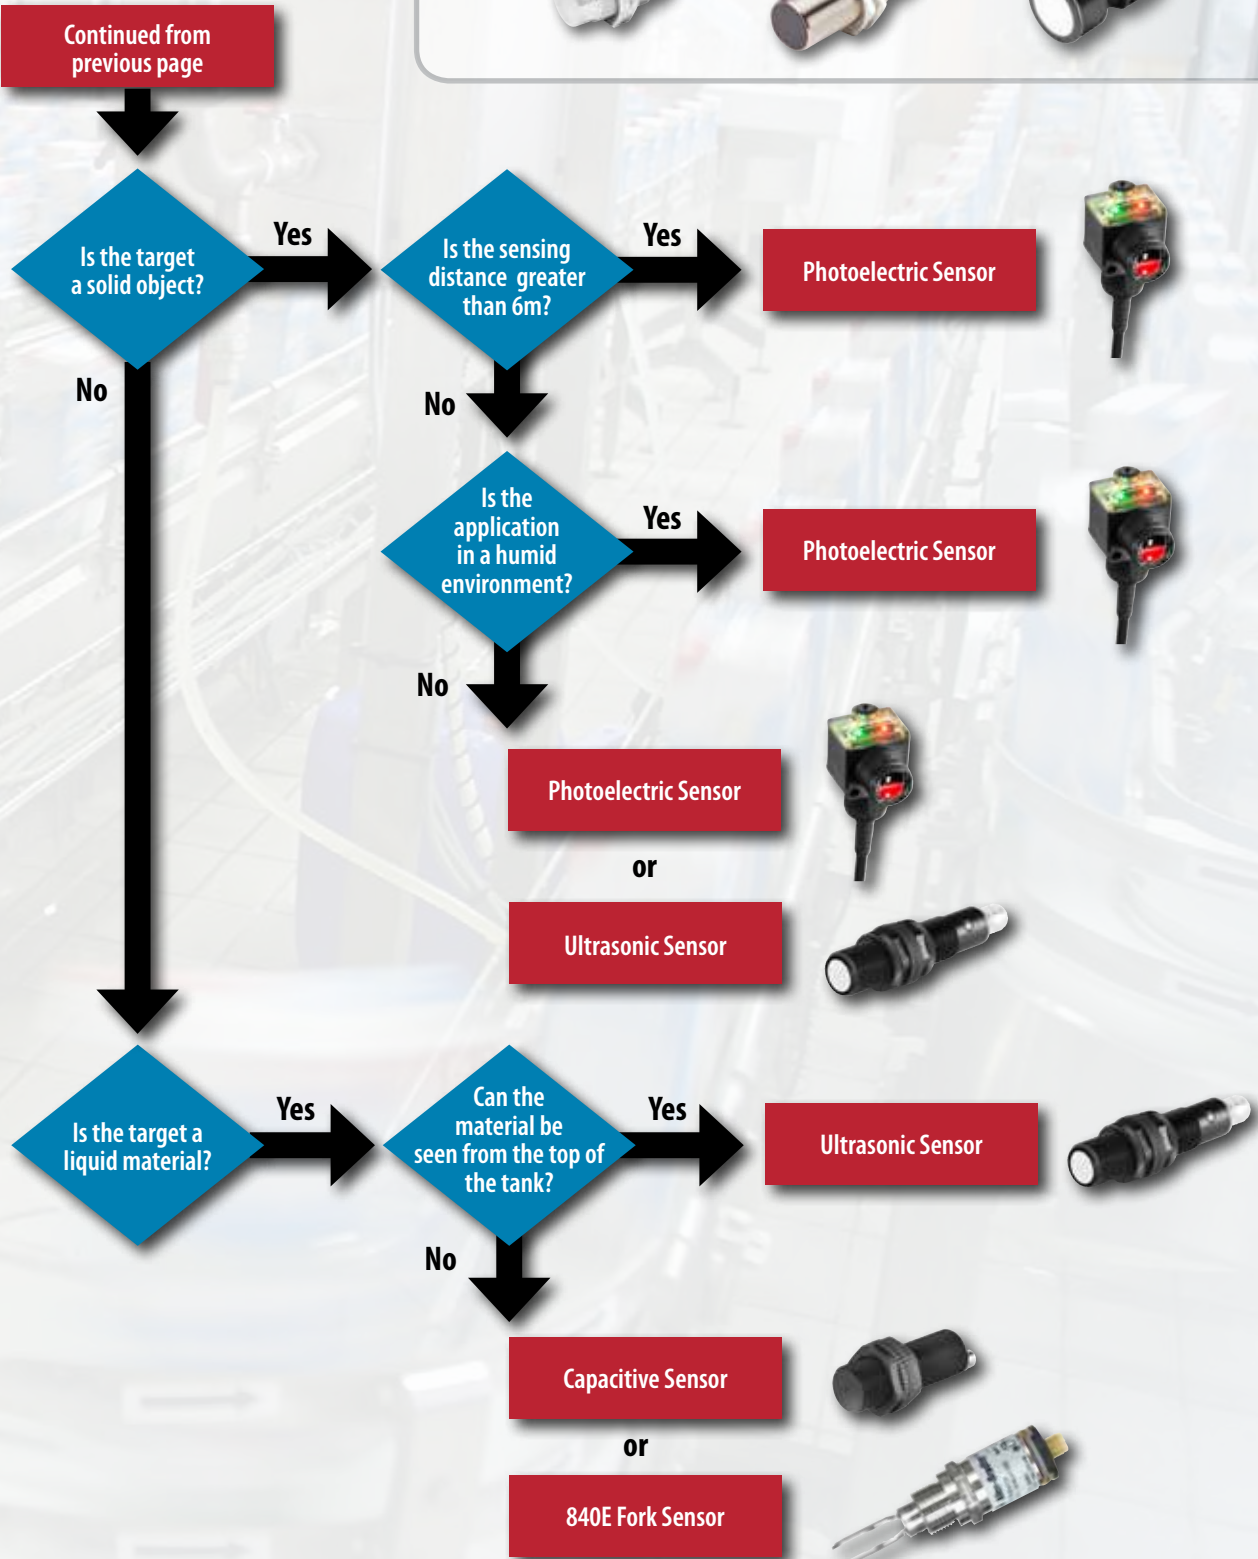 Continued from
previous page
Is the target
a solid object?
Yes
Is the sensing
distance greater
than 6m?
Yes
Photoelectric Sensor
No
No
Is the
application
in a humid
environment?
Yes
Photoelectric Sensor
No
Photoelectric Sensor
or
Ultrasonic Sensor
Is the target a
liquid material?
Yes
Can the
material be
seen from the top of
the tank?
Yes
Ultrasonic Sensor
No
Capacitive Sensor
or
840E Fork Sensor